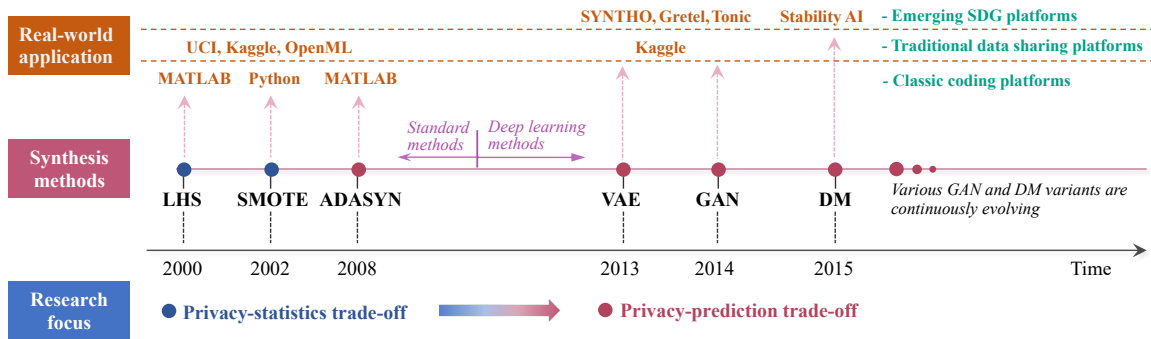 Real-world
application
SYNTHO, Gretel, Tonic
Stability AI
- Emerging SDG platforms
UCI, Kaggle, OpenML
Kaggle
- Traditional data sharing platforms
MATLAB
Python
MATLAB
- Classic coding platforms
Synthesis
methods
Standard
methods
Deep learning
methods
LHS
SMOTE
ADASYN
VAE
GAN
DM
Various GAN and DM variants are
continuously evolving
2000
2002
2008
2013
2014
2015
Time
Research
focus
Privacy-statistics trade-off
Privacy-prediction trade-off